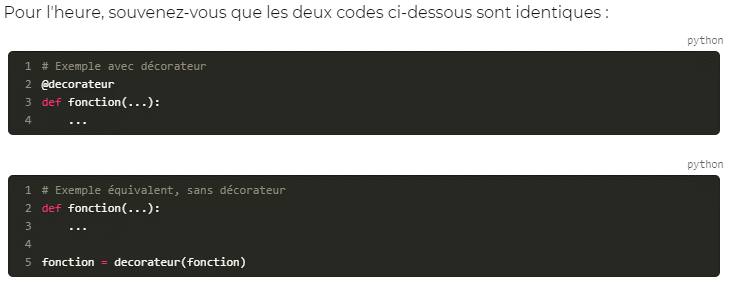 Pour l'heure, souvenez-vous que les deux codes ci-dessous sont identiques :
python
1 # Exemple avec décorateur
2 @decorateur
3 def fonction(...):
4     ...
python
1 # Exemple équivalent, sans décorateur
2 def fonction(...):
3     ...
4
5 fonction = decorateur(fonction)